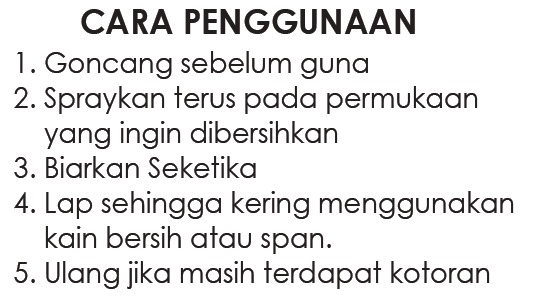 CARA PENGGUNAAN
1. Goncang sebelum guna
2. Spraykan terus pada permukaan
yang ingin dibersihkan
3. Biarkan Seketika
4. Lap sehingga kering menggunakan
kain bersih atau span.
5. Ulang jika masih terdapat kotoran